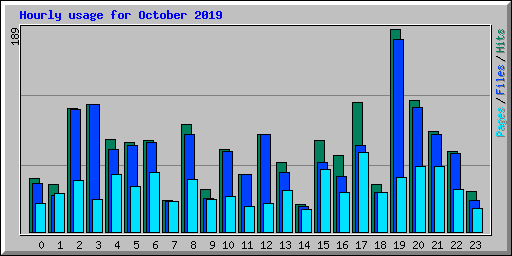 Hourly usage for October 2019
189
Pages / Files / Hits
0 1 2 3 4 5 6 7 8 9 10 11 12 13 14 15 16 17 18 19 20 21 22 23